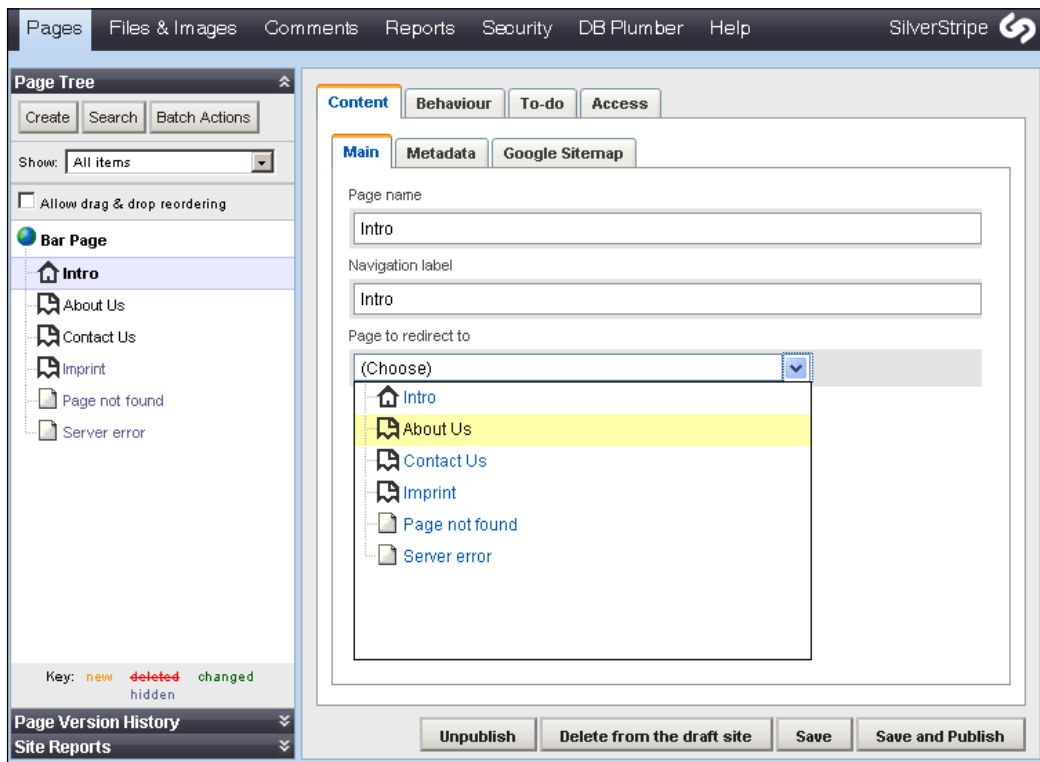 Pages Files & Images Comments Reports Security DB Plumber Help SilverStripe
Page Tree
Create Search Batch Actions
Show: All items
Allow drag & drop reordering
Bar Page
Intro
About Us
Contact Us
Imprint
Page not found
Server error
Key: new deleted changed
hidden
Page Version History
Site Reports
Content Behaviour To-do Access
Main Metadata Google Sitemap
Page name
Intro
Navigation label
Intro
Page to redirect to
(Choose)
Intro
About Us
Contact Us
Imprint
Page not found
Server error
Unpublish Delete from the draft site Save Save and Publish